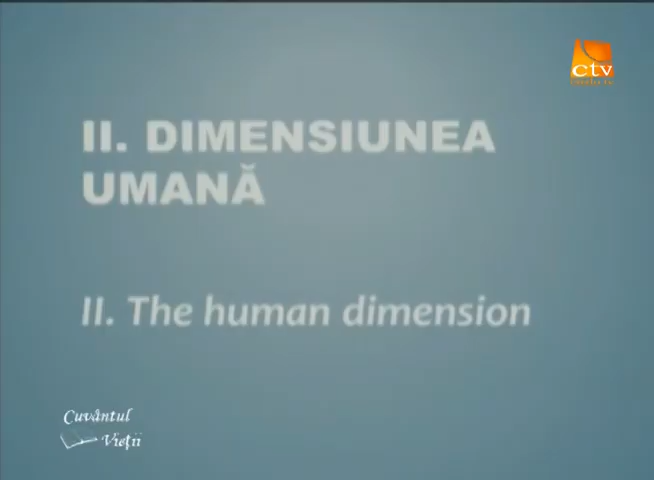 ctv
II. DIMENSIUNEA
UMANĂ
II. The human dimension
Cuvântul
Vieții